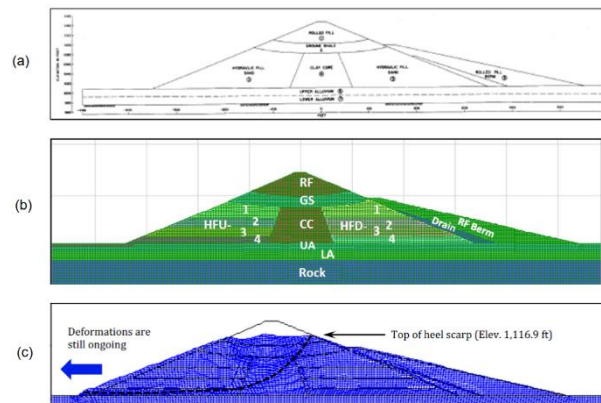 (a)
ROLLED FILL
GROUND SHALE
HYDRAULIC FILL
SAND
CLAY CORE
HYDRAULIC FILL
SAND
ROLLED FILL
BERM
UPPER ALLUVIUM
LOWER ALLUVIUM
FEET
(b)
RF
GS
1
1
HFU-
2
CC
HFD-
2
3
3
4
4
Drain
RF Berm
UA
LA
Rock
(c)
Deformations are
still ongoing
Top of heel scarp (Elev. 1,116.9 ft)